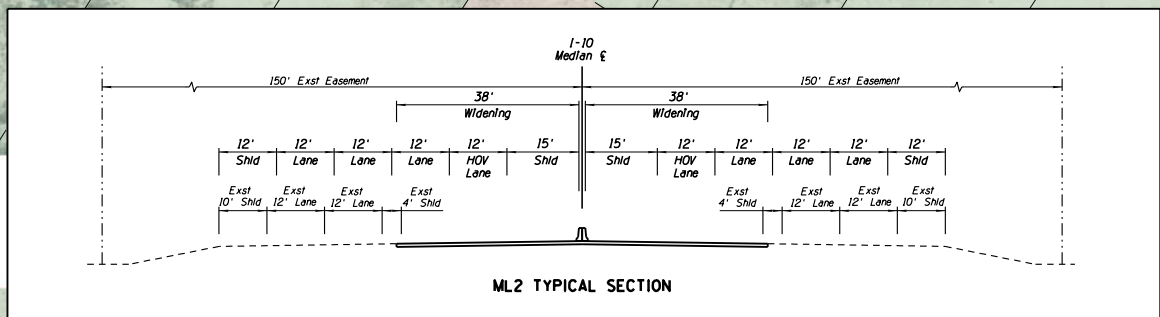 I-10
Median ℄
150' Exst Easement
150' Exst Easement
38'
Widening
38'
Widening
12'
Shld
12'
Lane
12'
Lane
12'
Lane
12'
HOV
Lane
15'
Shld
15'
Shld
12'
HOV
Lane
12'
Lane
12'
Lane
12'
Lane
12'
Shld
Exst
10' Shld
Exst
12' Lane
Exst
12' Lane
Exst
4' Shld
Exst
4' Shld
Exst
12' Lane
Exst
12' Lane
Exst
10' Shld
ML2 TYPICAL SECTION